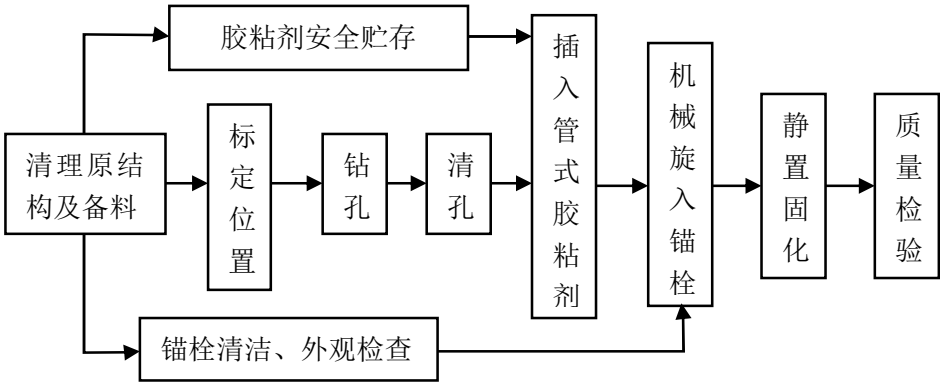 胶粘剂安全贮存
清理原结
构及备料
标定位置
钻孔
清孔
插入管式胶粘剂
机械旋入锚栓
静置固化
质量检验
锚栓清洁、外观检查